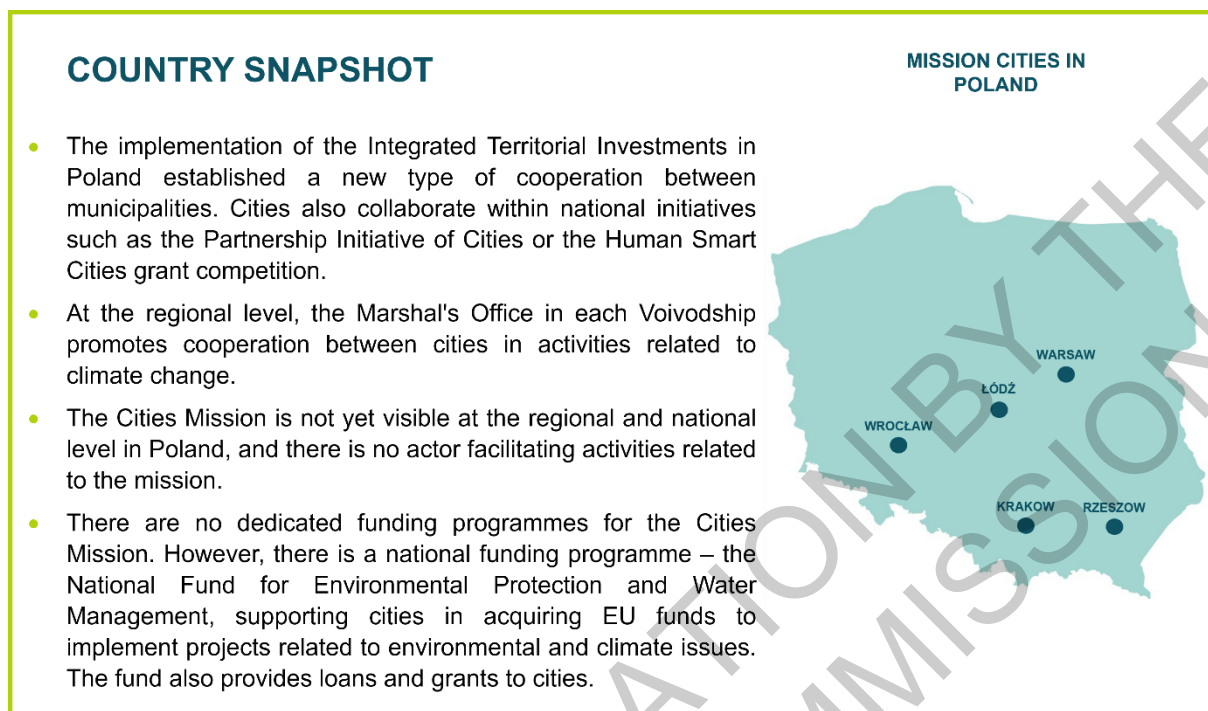 COUNTRY SNAPSHOT
The implementation of the Integrated Territorial Investments in
Poland established a new type of cooperation between
municipalities. Cities also collaborate within national initiatives
such as the Partnership Initiative of Cities or the Human Smart
Cities grant competition.
At the regional level, the Marshal's Office in each Voivodship
promotes cooperation between cities in activities related to
climate change.
The Cities Mission is not yet visible at the regional and national
level in Poland, and there is no actor facilitating activities related
to the mission.
There are no dedicated funding programmes for the Cities
Mission. However, there is a national funding programme – the
National Fund for Environmental Protection and Water
Management, supporting cities in acquiring EU funds to
implement projects related to environmental and climate issues.
The fund also provides loans and grants to cities.
MISSION CITIES IN
POLAND
WARSAW
ŁÓDŹ
WROCŁAW
KRAKOW
RZESZOW
ATION BY THE
MMISSION